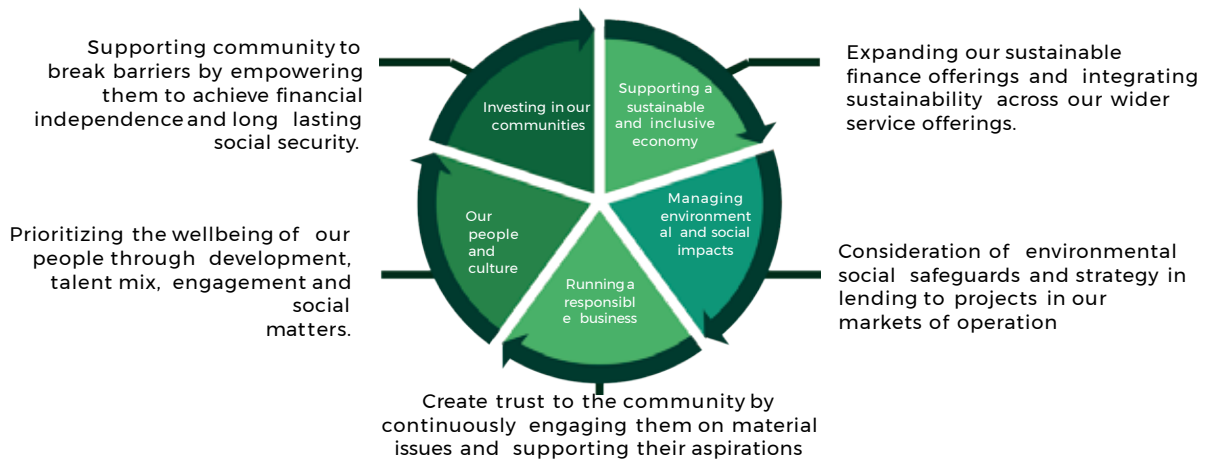 Supporting community to
break barriers by empowering
them to achieve financial
independence and long lasting
social security.
Investing in our
communities
Supporting a
sustainable
and inclusive
economy
Expanding our sustainable
finance offerings and integrating
sustainability across our wider
service offerings.
Prioritizing the wellbeing of our
people through development,
talent mix, engagement and
social
matters.
Our
people
and
culture
Managing
environment
al and social
impacts
Consideration of environmental
social safeguards and strategy in
lending to projects in our
markets of operation
Running a
responsibl
e business
Create trust to the community by
continuously engaging them on material
issues and supporting their aspirations